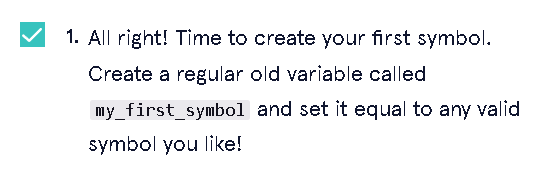 1. All right! Time to create your first symbol.
Create a regular old variable called
my_first_symbol and set it equal to any valid
symbol you like!